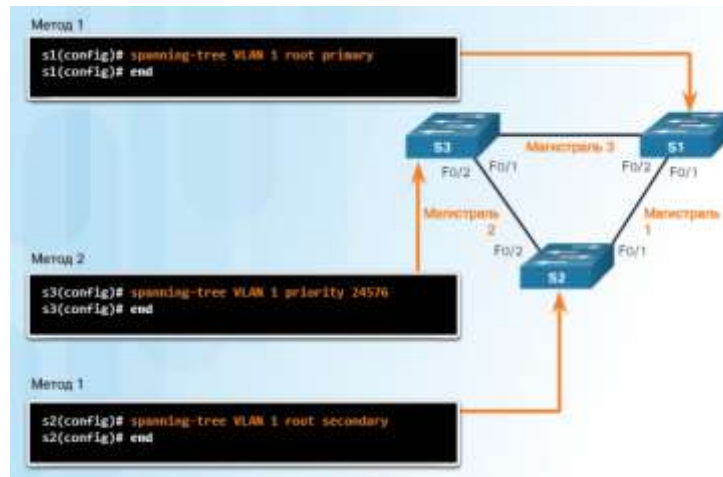 Метод 1
s1(config)# spanning-tree VLAN 1 root primary
s1(config)# end
S3
Магистраль 3
S1
F0/2
F0/1
F0/2
F0/1
Магистраль
2
Магистраль
1
F0/2
F0/1
S2
Метод 2
s3(config)# spanning-tree VLAN 1 priority 24576
s3(config)# end
Метод 1
s2(config)# spanning-tree VLAN 1 root secondary
s2(config)# end